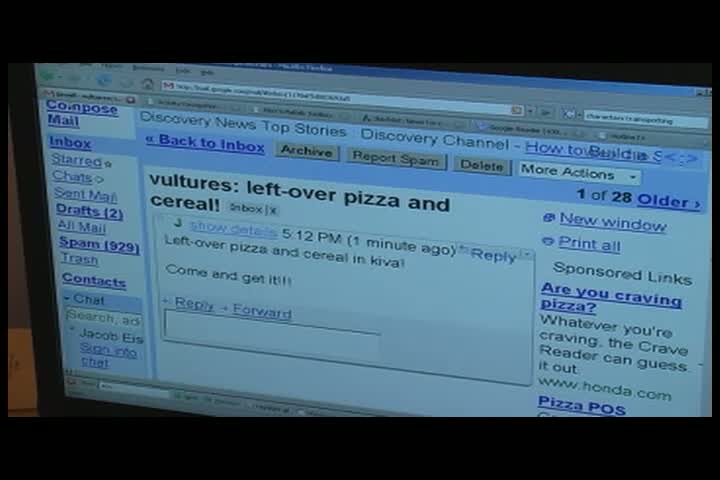 Compose Mail
Discovery News Top Stories - Discovery Channel - How to Build a S
Inbox
« Back to Inbox Archive Report Spam Delete More Actions
Starred
Chats
Sent Mail
Drafts (2)
All Mail
Spam (929)
Trash
Contacts
Chat
Search, ad
Jacob Eis
Sign into chat
1 of 28 Older ›
vultures: left-over pizza and cereal! Inbox | X
J show details 5:12 PM (1 minute ago) Reply
Left-over pizza and cereal in kiva!
Come and get it!!!
Reply Forward
New window
Print all
Sponsored Links
Are you craving pizza?
Whatever you're
craving, the Crave
Reader can guess
it out.
www.honda.com
Pizza POS